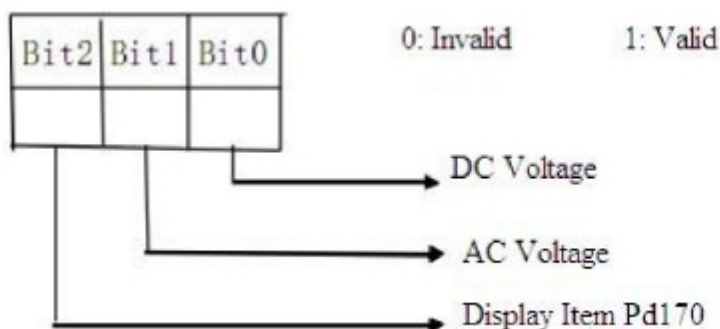 Bit2 Bit1 Bit0 0: Invalid 1: Valid
DC Voltage
AC Voltage
Display Item Pd170